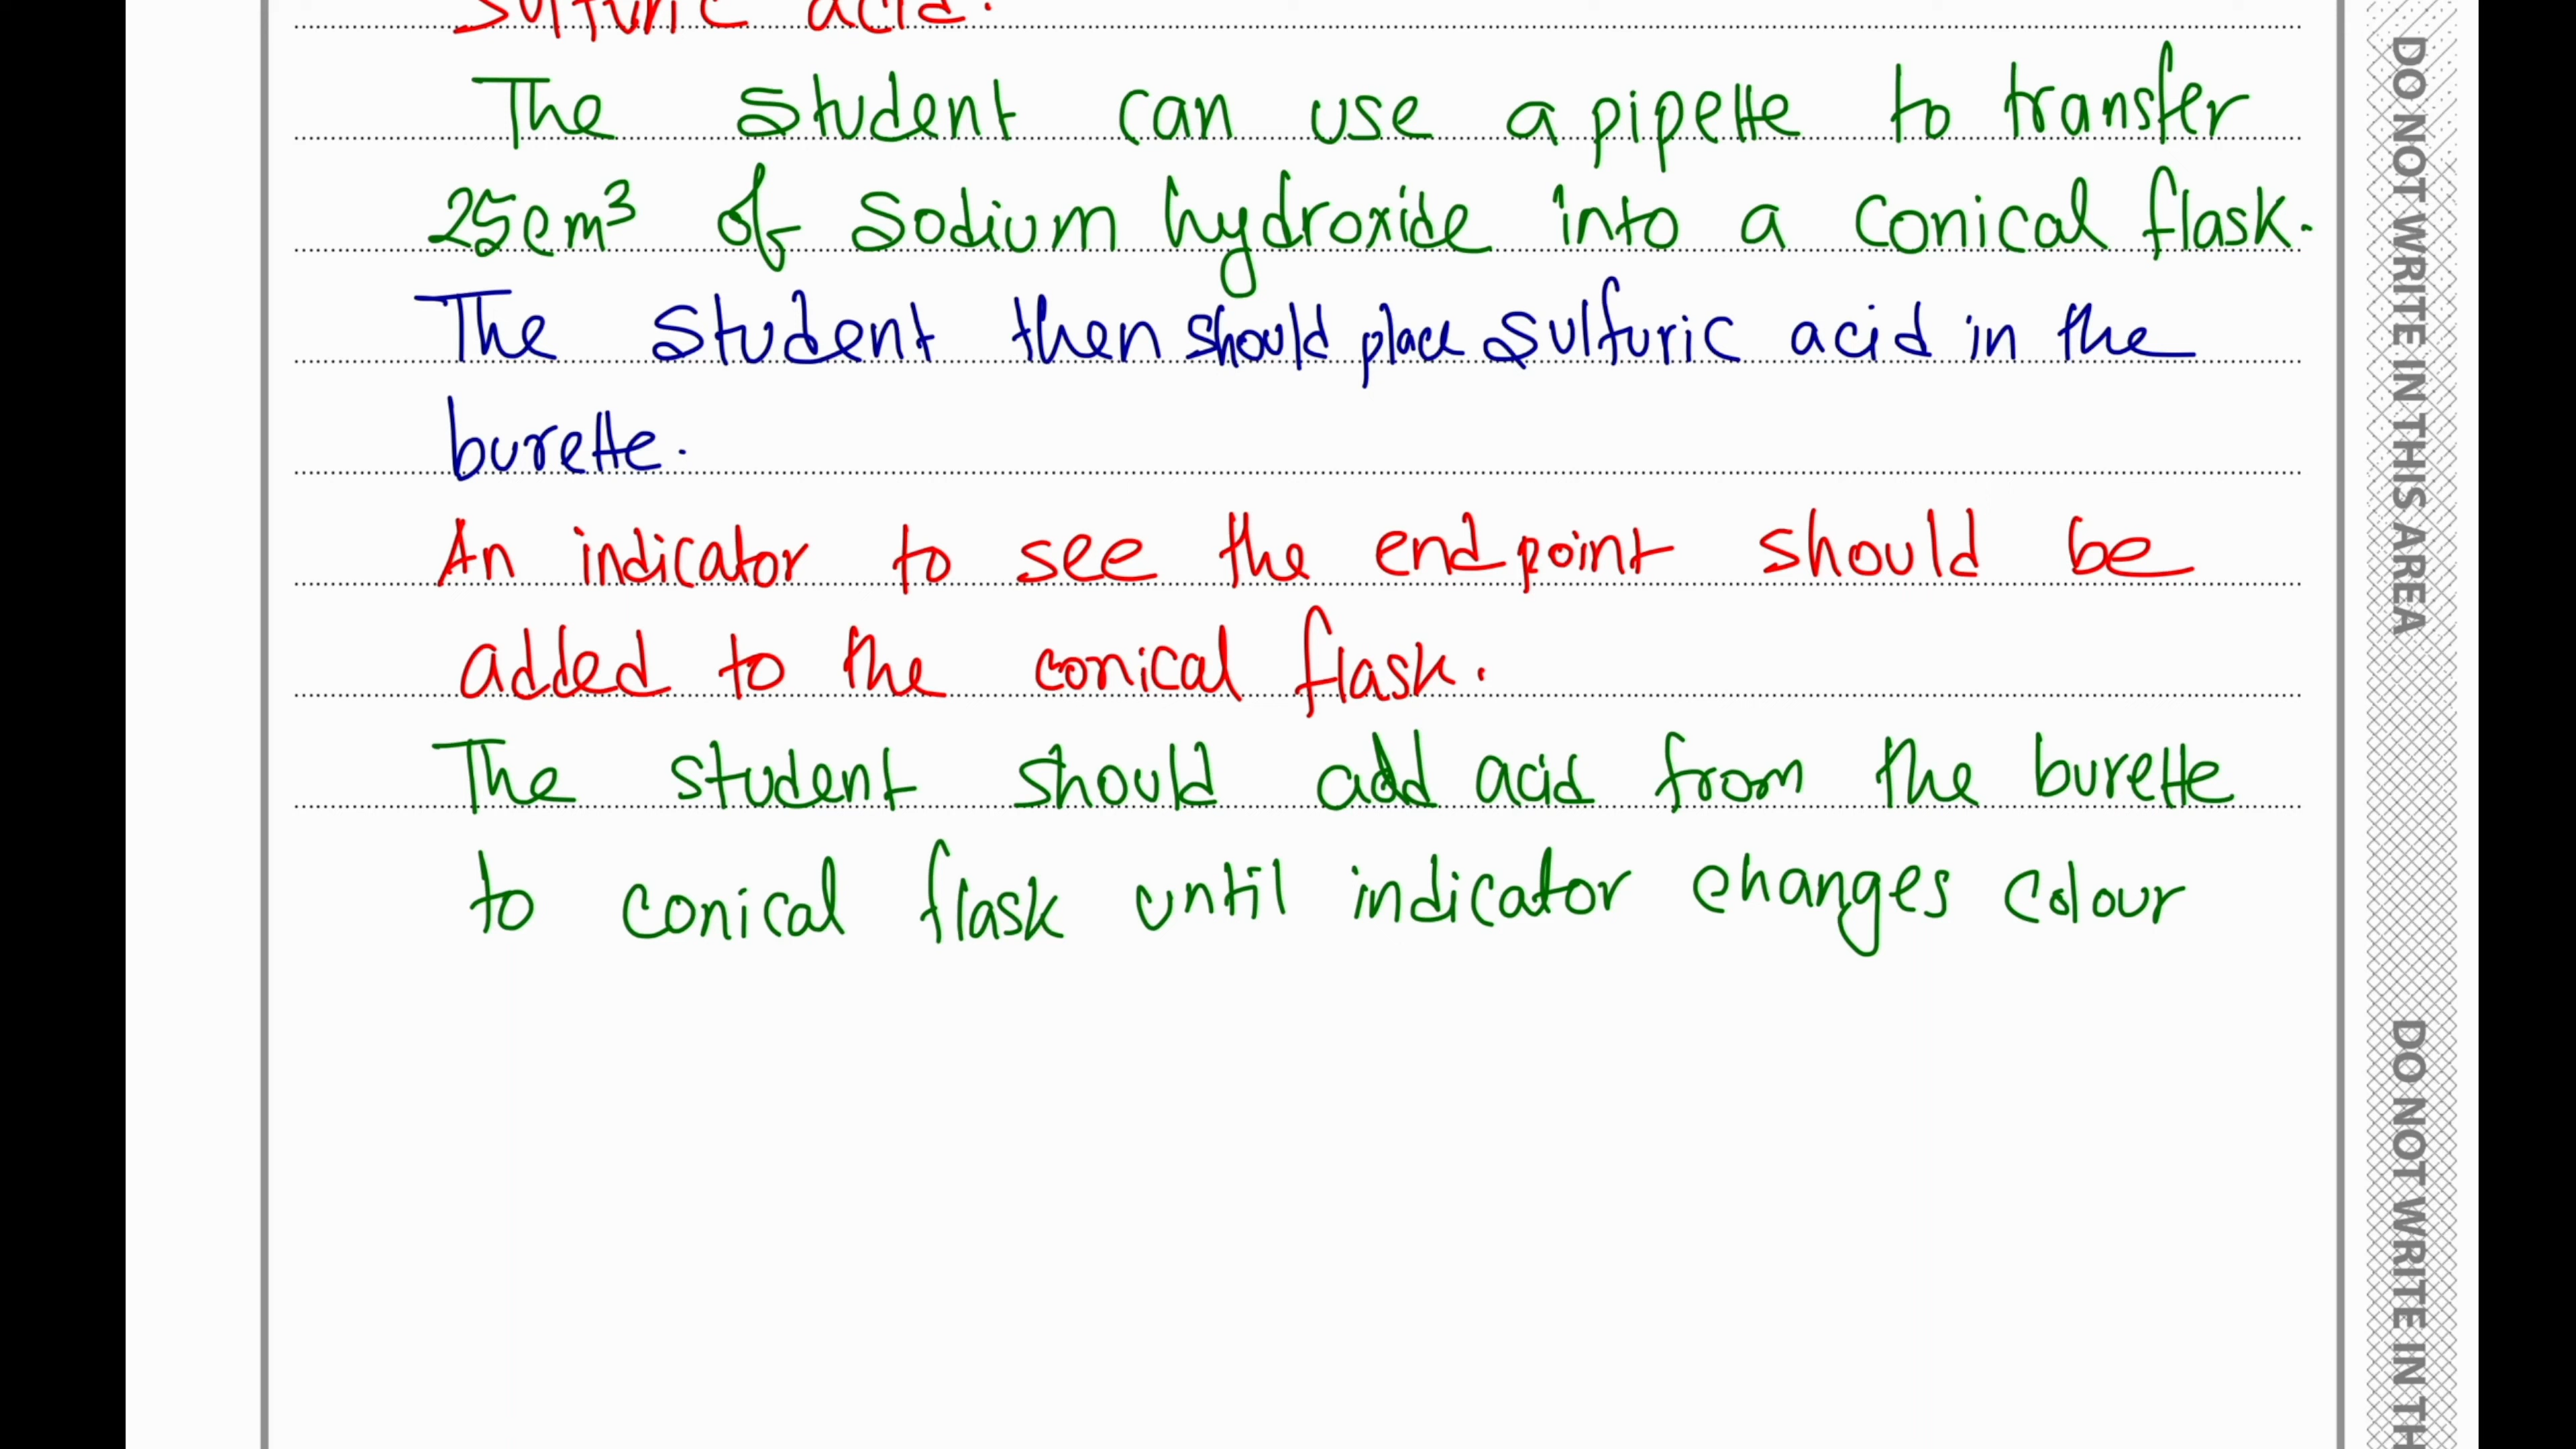 sulfuric acid.
The student can use a pipette to transfer
25cm³ of sodium hydroxide into a conical flask.
The student then should place sulfuric acid in the
burette.
An indicator to see the endpoint should be
added to the conical flask.
The student should add acid from the burette
to conical flask until indicator changes colour
DO NOT WRITE IN THIS AREA
DO NOT WRITE IN TH